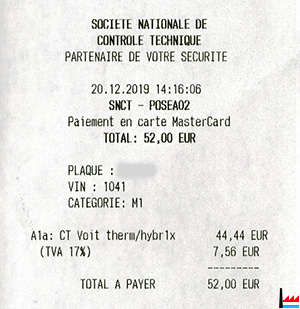 SOCIETE NATIONALE DE
CONTROLE TECHNIQUE
PARTENAIRE DE VOTRE SECURITE
20.12.2019 14:16:06
SNCT - POSEA02
Paiement en carte MasterCard
TOTAL: 52,00 EUR
PLAQUE :
VIN : 1041
CATEGORIE: M1
A1a: CT Voit therm/hybr1x 44,44 EUR
(TVA 17%) 7,56 EUR
---------
TOTAL A PAYER 52,00 EUR